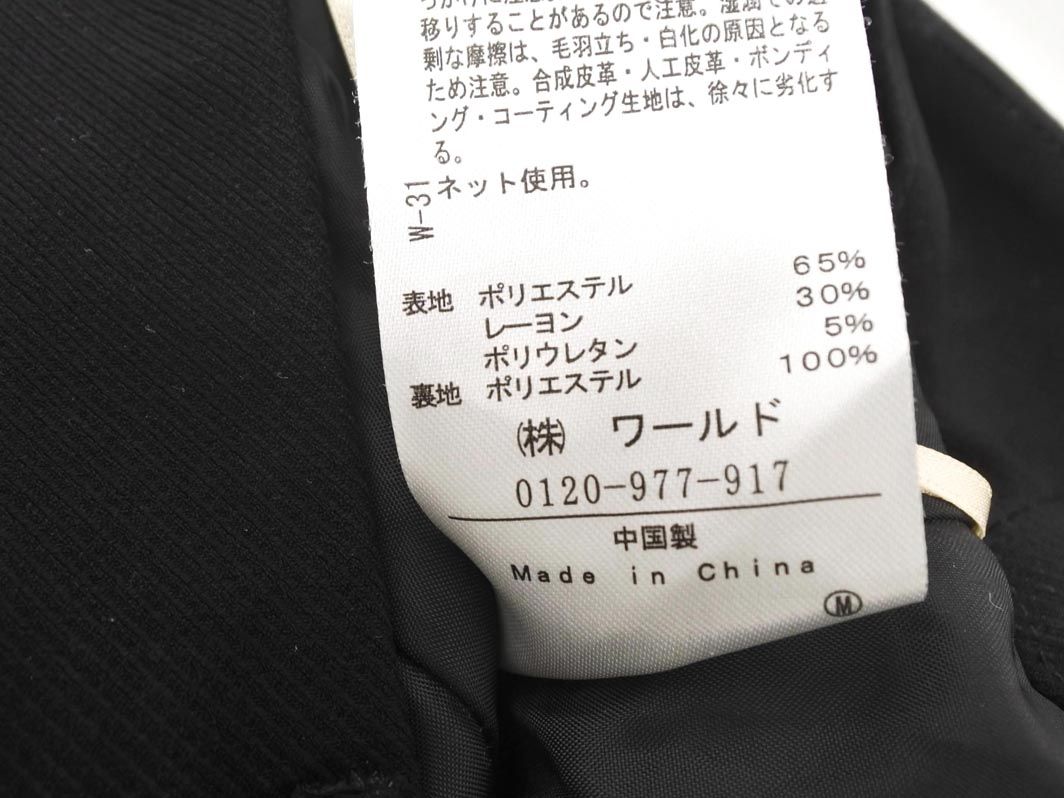 移りすることがあるので注意。湿潤での過
剰な摩擦は、毛羽立ち・白化の原因となる
ため注意。合成皮革・人工皮革・ボンディ
ング・コーティング生地は、徐々に劣化す
る。
ネット使用。
W-31
表地 ポリエステル 65%
レーヨン 30%
ポリウレタン 5%
裏地 ポリエステル 100%
㈱ ワールド
0120-977-917
中国製
Made in China
Ⓜ